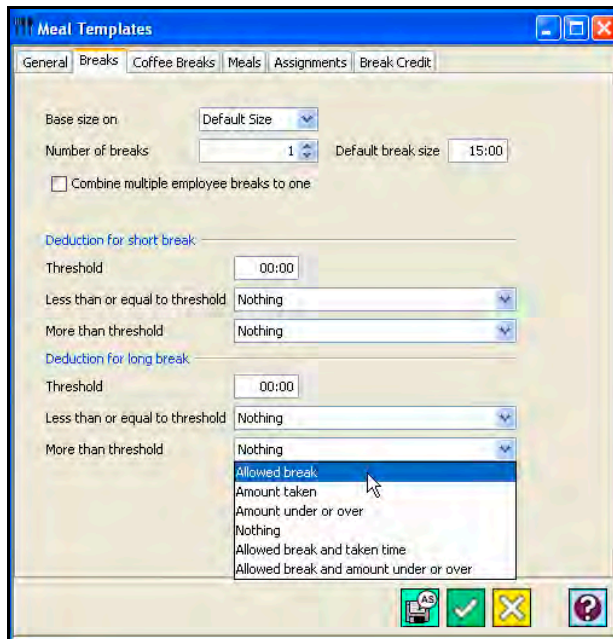 Meal Templates
General Breaks Coffee Breaks Meals Assignments Break Credit
Base size on Default Size
Number of breaks 1 Default break size 15:00
Combine multiple employee breaks to one
Deduction for short break
Threshold 00:00
Less than or equal to threshold Nothing
More than threshold Nothing
Deduction for long break
Threshold 00:00
Less than or equal to threshold Nothing
More than threshold Nothing
Allowed break
Amount taken
Amount under or over
Nothing
Allowed break and taken time
Allowed break and amount under or over
AS
?